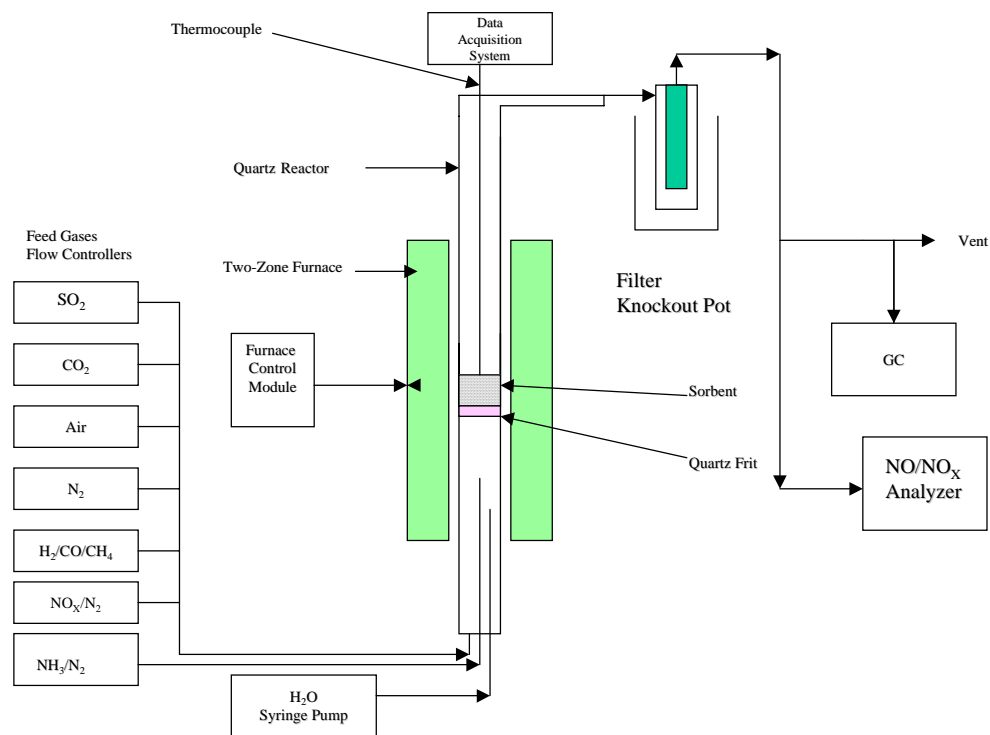 Data
Acquisition
System
Thermocouple
Quartz Reactor
Feed Gases
Flow Controllers
Two-Zone Furnace
Vent
Filter
Knockout Pot
SO₂
CO₂
Air
N₂
H₂/CO/CH₄
NOₓ/N₂
NH₃/N₂
Furnace
Control
Module
GC
Sorbent
Quartz Frit
NO/NOₓ
Analyzer
H₂O
Syringe Pump